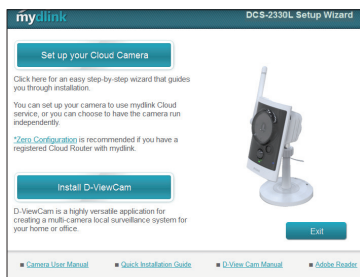 mydlink
DCS-2330L Setup Wizard
Set up your Cloud Camera
Click here for an easy step-by-step wizard that guides
you through installation.
You can set up your camera to use mydlink Cloud
service, or you can choose to have the camera run
independently.
*Zero Configuration is recommended if you have a
registered Cloud Router with mydlink.
Install D-ViewCam
D-ViewCam is a highly versatile application for
creating a multi-camera local surveillance system for
your home or office.
Exit
■ Camera User Manual ■ Quick Installation Guide ■ D-View Cam Manual ■ Adobe Reader